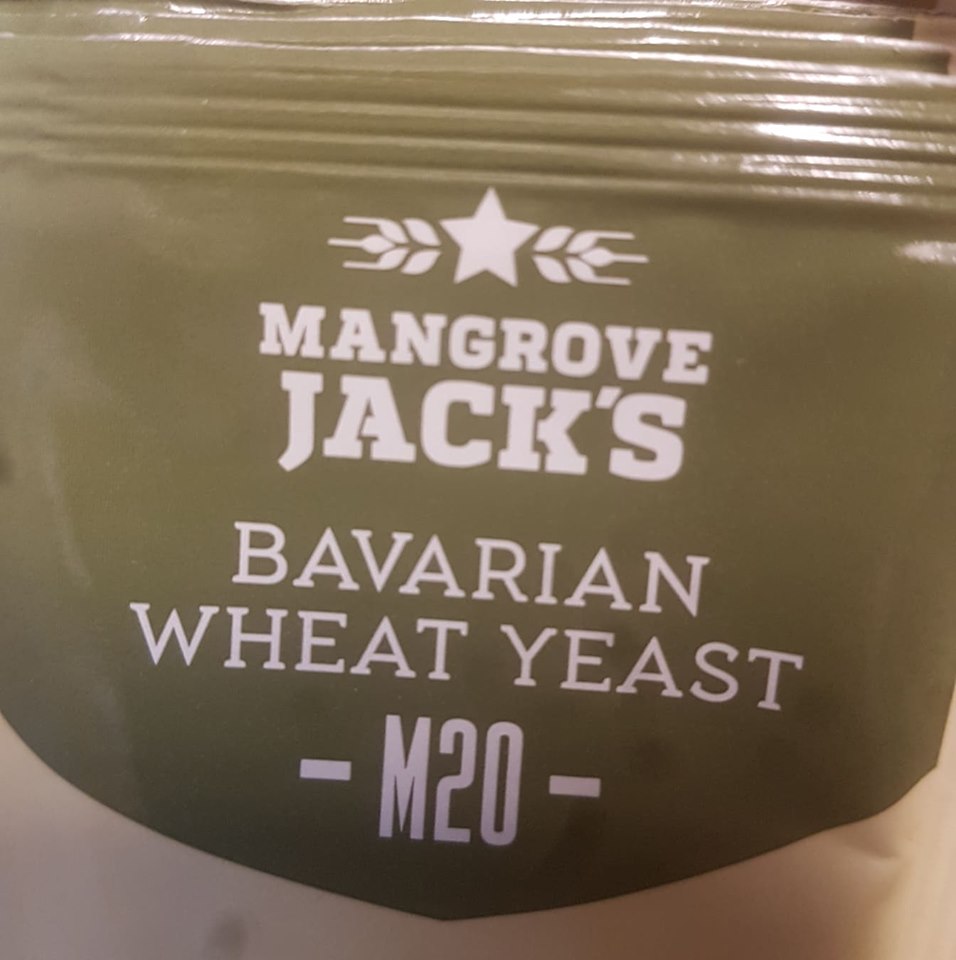 MANGROVE
JACK'S
BAVARIAN
WHEAT YEAST
- M20 -